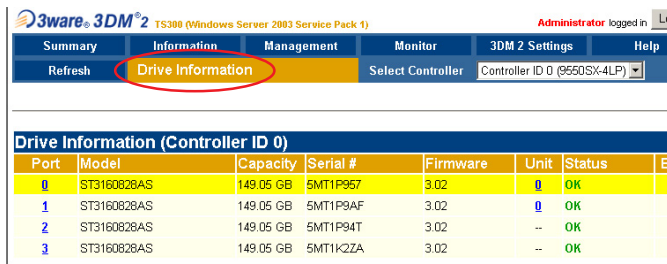 3ware® 3DM®2 TS300 (Windows Server 2003 Service Pack 1) Administrator logged in
Summary Information Management Monitor 3DM 2 Settings Help
Refresh Drive Information Select Controller Controller ID 0 (9550SX-4LP)
Drive Information (Controller ID 0)
Port Model Capacity Serial # Firmware Unit Status
0 ST3160828AS 149.05 GB 5MT1P957 3.02 0 OK
1 ST3160828AS 149.05 GB 5MT1P9AF 3.02 0 OK
2 ST3160828AS 149.05 GB 5MT1P94T 3.02 -- OK
3 ST3160828AS 149.05 GB 5MT1K2ZA 3.02 -- OK